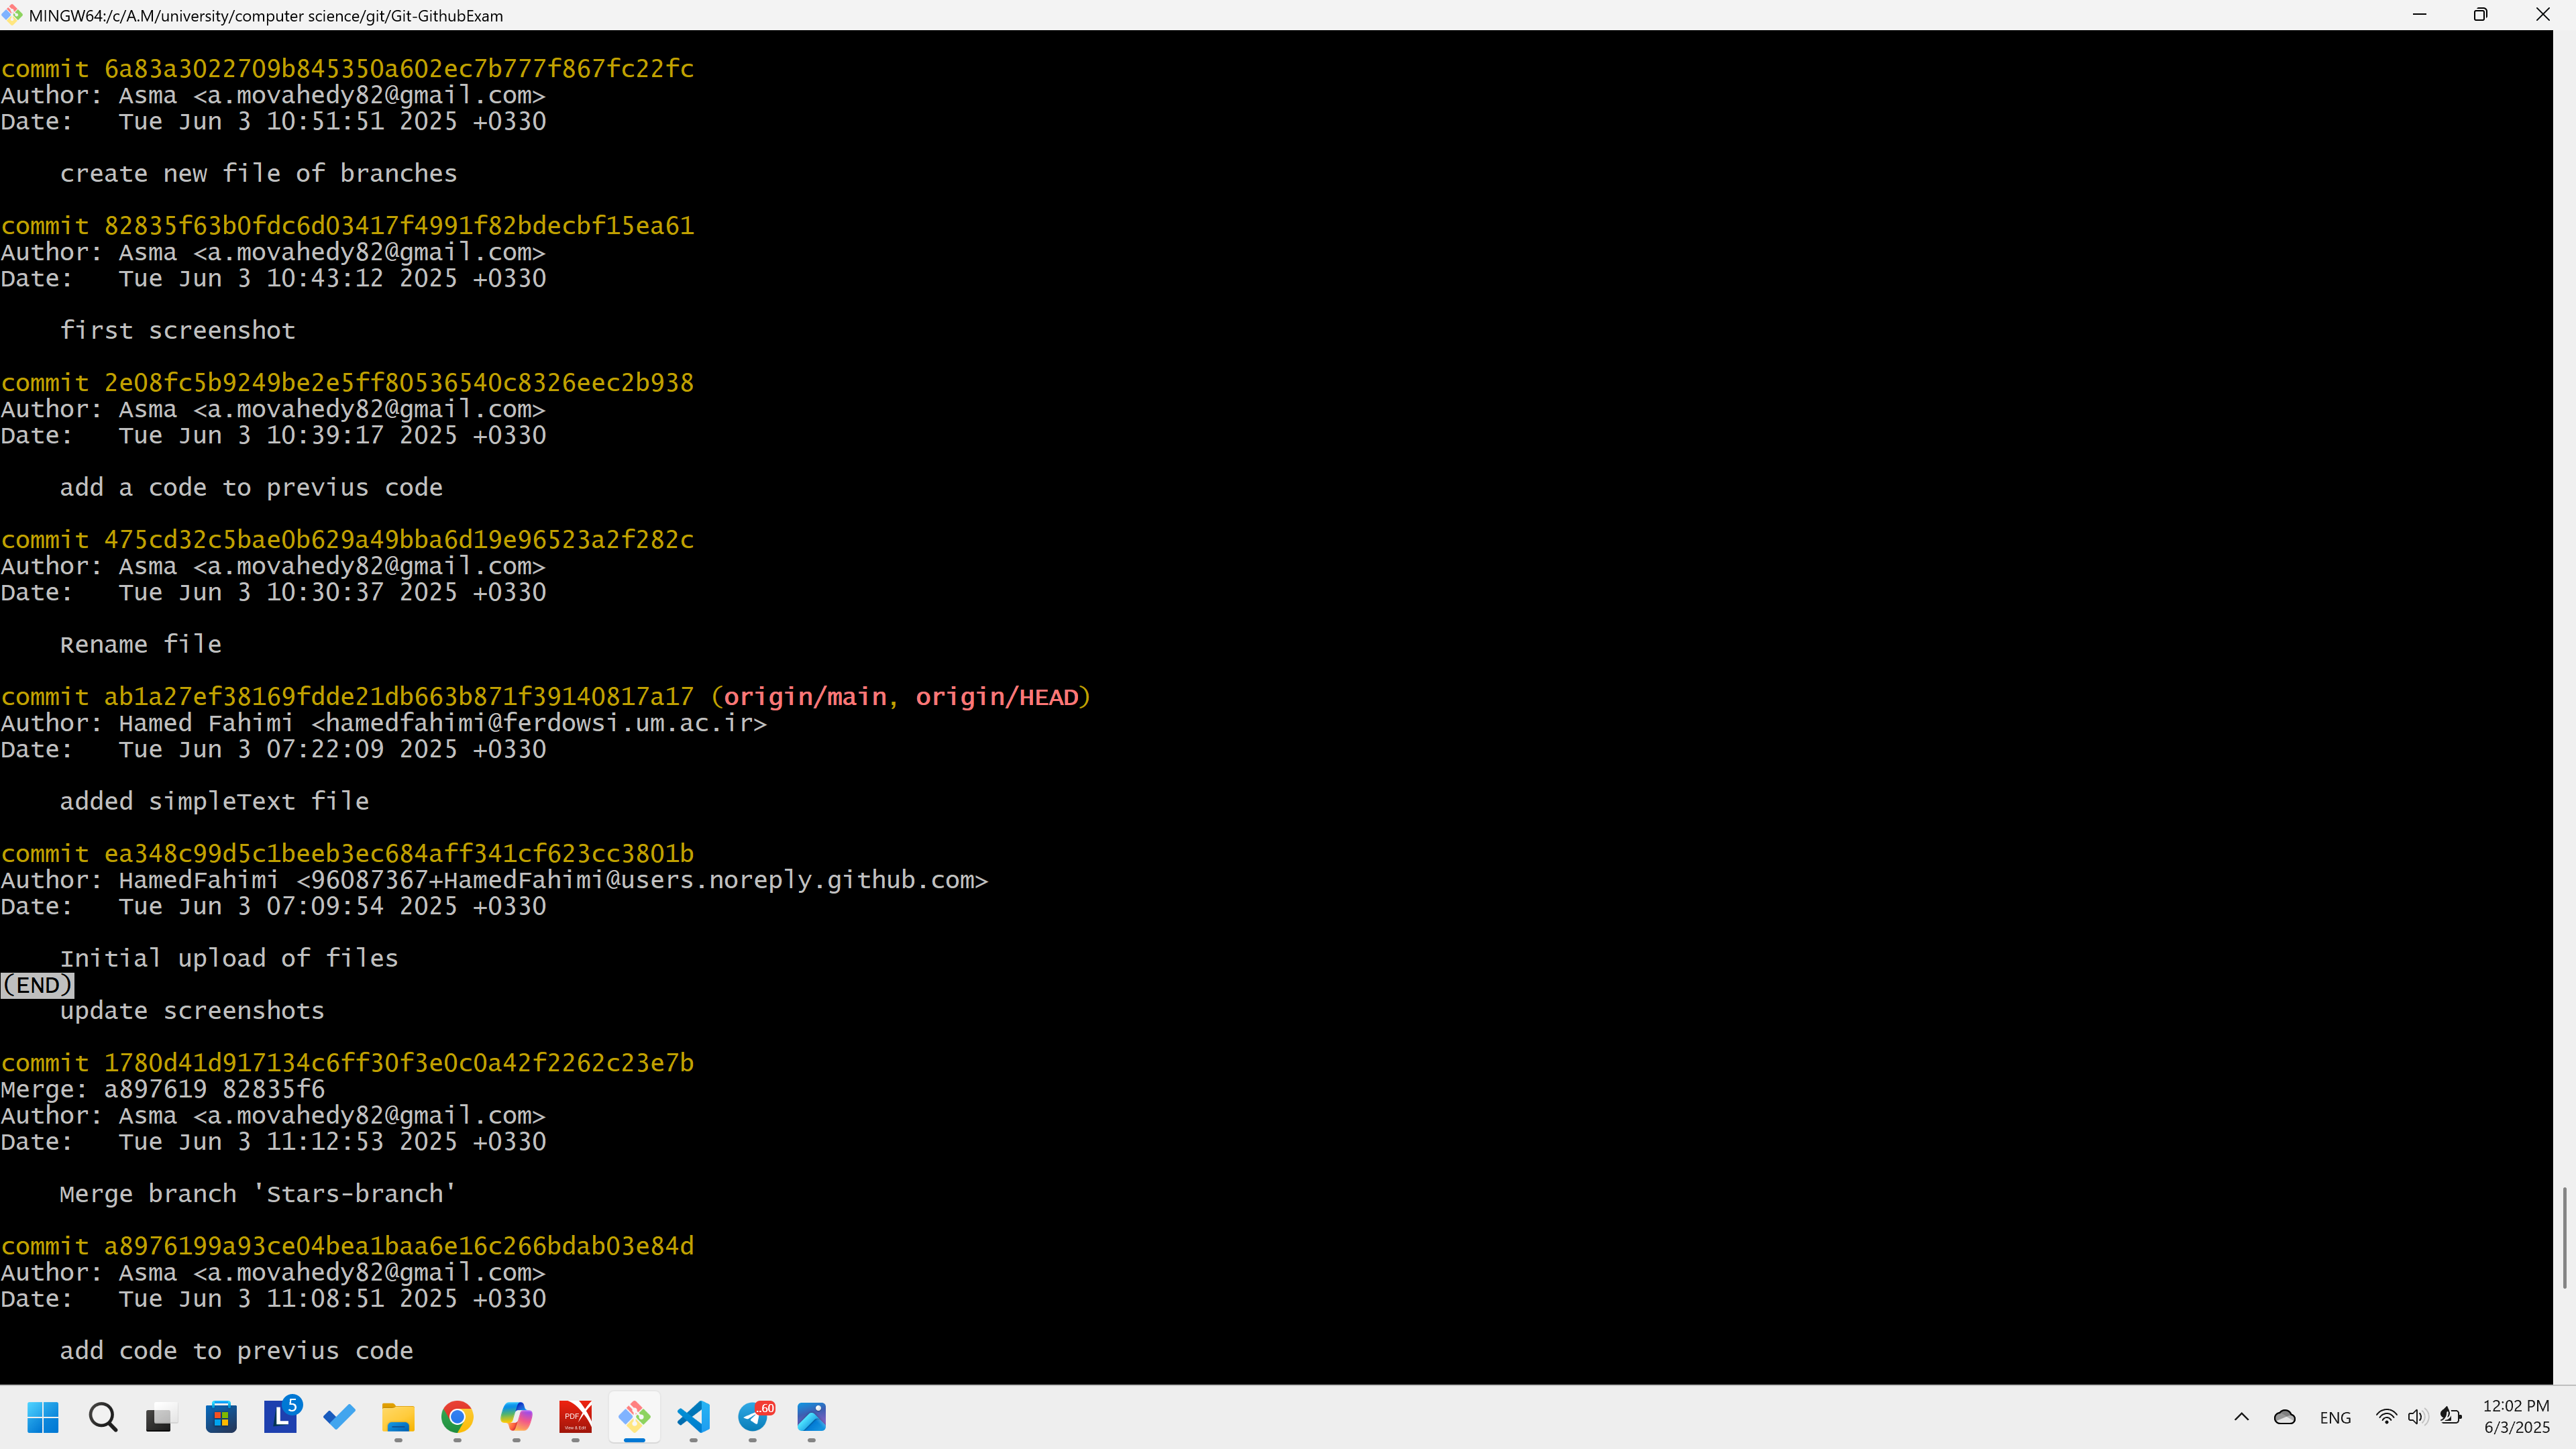 MINGW64:/c/A.M/university/computer science/git/Git-GithubExam
commit 6a83a3022709b845350a602ec7b777f867fc22fc
Author: Asma <a.movahedy82@gmail.com>
Date:   Tue Jun 3 10:51:51 2025 +0330
create new file of branches
commit 82835f63b0fdc6d03417f4991f82bdecbf15ea61
Author: Asma <a.movahedy82@gmail.com>
Date:   Tue Jun 3 10:43:12 2025 +0330
first screenshot
commit 2e08fc5b9249be2e5ff80536540c8326eec2b938
Author: Asma <a.movahedy82@gmail.com>
Date:   Tue Jun 3 10:39:17 2025 +0330
add a code to previus code
commit 475cd32c5bae0b629a49bba6d19e96523a2f282c
Author: Asma <a.movahedy82@gmail.com>
Date:   Tue Jun 3 10:30:37 2025 +0330
Rename file
commit ab1a27ef38169fdde21db663b871f39140817a17 (origin/main, origin/HEAD)
Author: Hamed Fahimi <hamedfahimi@ferdowsi.um.ac.ir>
Date:   Tue Jun 3 07:22:09 2025 +0330
added simpleText file
commit ea348c99d5c1beeb3ec684aff341cf623cc3801b
Author: HamedFahimi <96087367+HamedFahimi@users.noreply.github.com>
Date:   Tue Jun 3 07:09:54 2025 +0330
Initial upload of files
(END)
update screenshots
commit 1780d41d917134c6ff30f3e0c0a42f2262c23e7b
Merge: a897619 82835f6
Author: Asma <a.movahedy82@gmail.com>
Date:   Tue Jun 3 11:12:53 2025 +0330
Merge branch 'Stars-branch'
commit a8976199a93ce04bea1baa6e16c266bdab03e84d
Author: Asma <a.movahedy82@gmail.com>
Date:   Tue Jun 3 11:08:51 2025 +0330
add code to previus code
L 5
PDF
..60
ENG
12:02 PM
6/3/2025